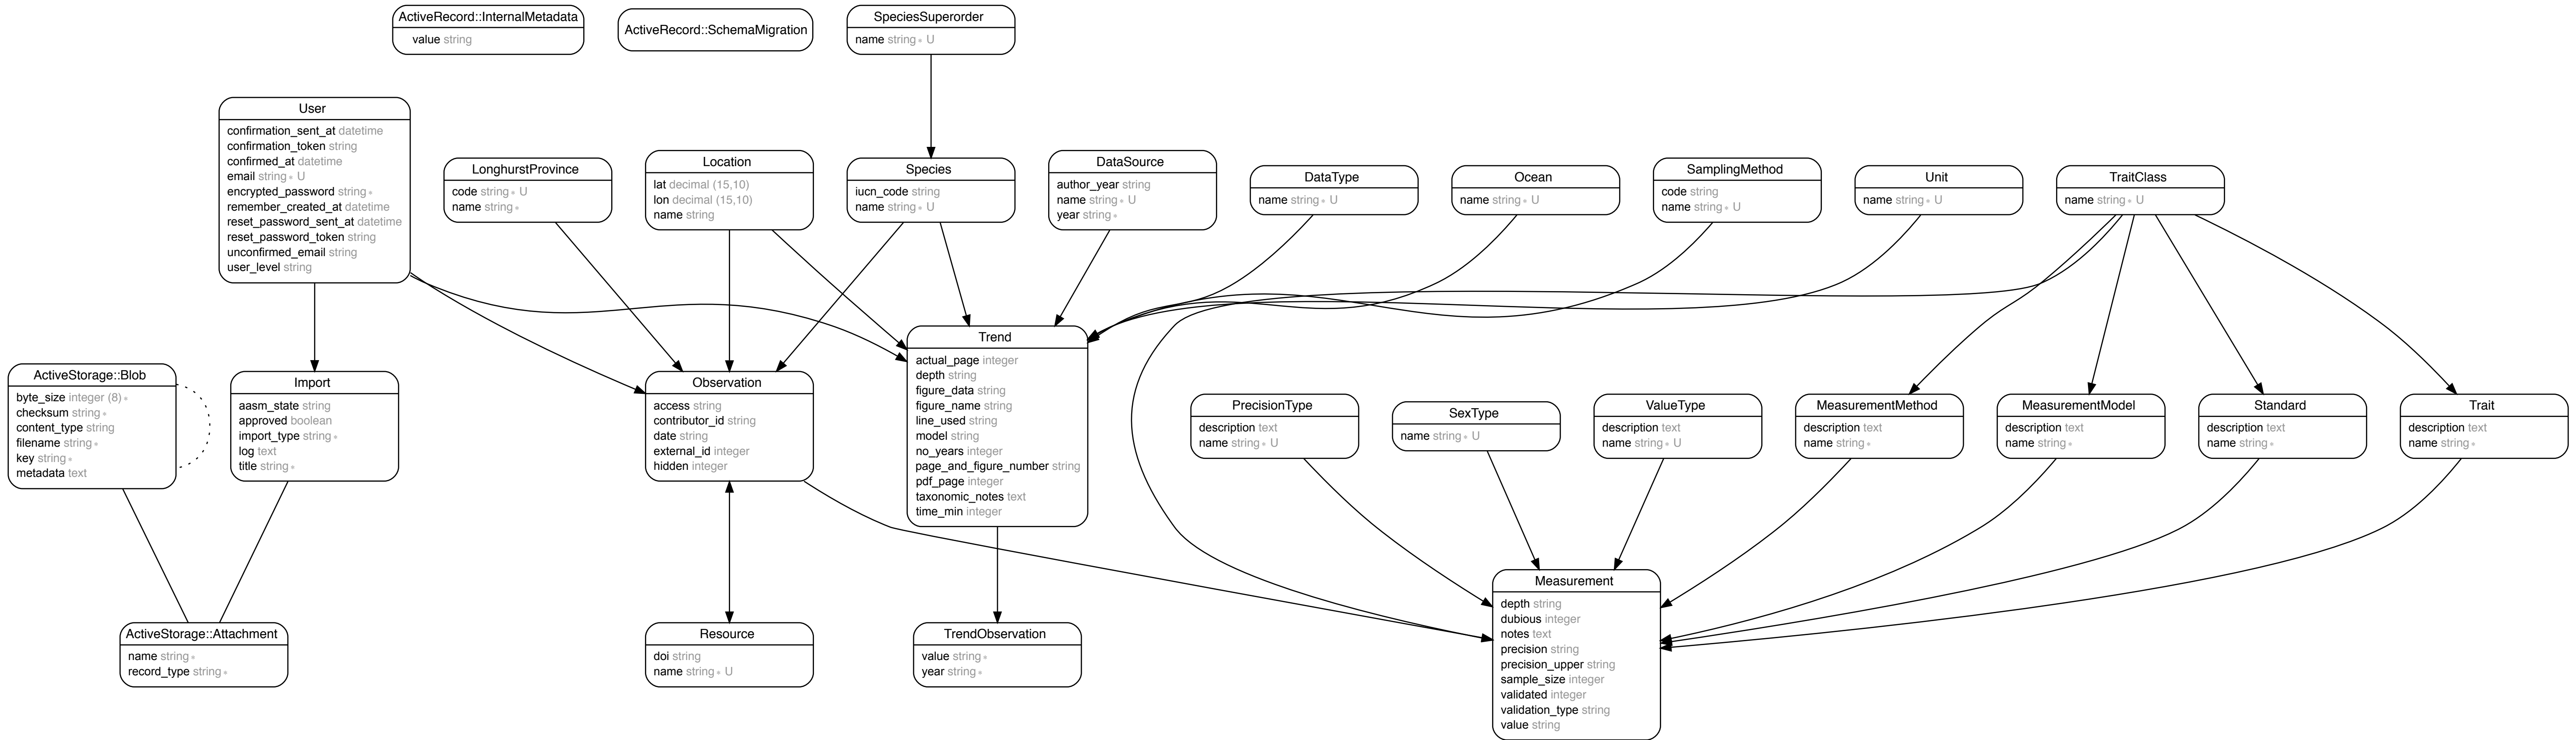 ActiveRecord::InternalMetadata
value string
ActiveRecord::SchemaMigration
SpeciesSuperorder
name string* U
User
confirmation_sent_at datetime
confirmation_token string
confirmed_at datetime
email string* U
encrypted_password string*
remember_created_at datetime
reset_password_sent_at datetime
reset_password_token string
unconfirmed_email string
user_level string
LonghurstProvince
code string* U
name string*
Location
lat decimal (15,10)
lon decimal (15,10)
name string
Species
iucn_code string
name string* U
DataSource
author_year string
name string* U
year string*
DataType
name string* U
Ocean
name string* U
SamplingMethod
code string
name string* U
Unit
name string* U
TraitClass
name string* U
ActiveStorage::Blob
byte_size integer (8)*
checksum string*
content_type string
filename string*
key string*
metadata text
Import
aasm_state string
approved boolean
import_type string*
log text
title string*
Observation
access string
contributor_id string
date string
external_id integer
hidden integer
Trend
actual_page integer
depth string
figure_data string
figure_name string
line_used string
model string
no_years integer
page_and_figure_number string
pdf_page integer
taxonomic_notes text
time_min integer
PrecisionType
description text
name string* U
SexType
name string* U
ValueType
description text
name string* U
MeasurementMethod
description text
name string*
MeasurementModel
description text
name string*
Standard
description text
name string*
Trait
description text
name string*
ActiveStorage::Attachment
name string*
record_type string*
Resource
doi string
name string* U
TrendObservation
value string*
year string*
Measurement
depth string
dubious integer
notes text
precision string
precision_upper string
sample_size integer
validated integer
validation_type string
value string